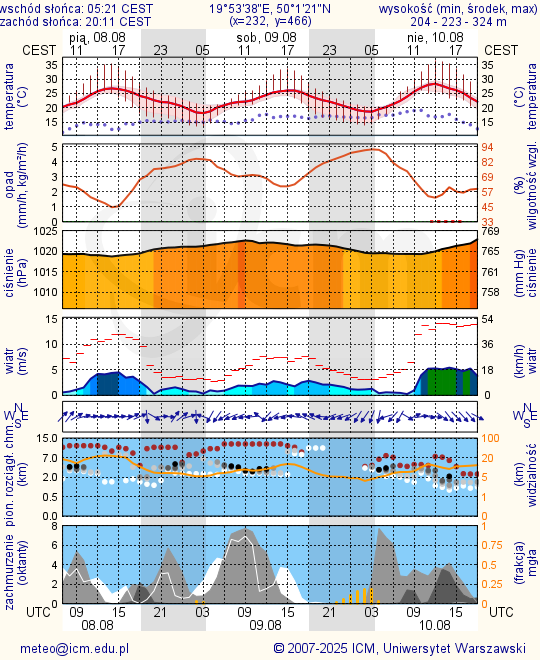 wschód słońca: 05:21 CEST
zachód słońca: 20:11 CEST
19°53'38"E, 50°1'21"N
(x=232, y=466)
wysokość (min, środek, max)
204 - 223 - 324 m
CEST pią, 08.08 sob, 09.08 nie, 10.08 CEST
11 17 23 05 11 17 23 05 11 17
temperatura (°C)
35 30 25 20 15
35 30 25 20 15
temperatura (°C)
opad (mm/h, kg/m²/h)
5 4 3 2 1 0
94 82 69 57 45 33
(%) wilgotność wzgl.
ciśnienie (hPa)
1025 1020 1015 1010
769 765 761 758
(mm Hg) ciśnienie
wiatr (m/s)
15 10 5 0
54 36 18 0
(km/h) wiatr
N W E S
N W E S
pion. rozciągł. chm. (km)
15.0 7.0 2.0 0.5 0.0
100 20 5 1 0
(km) widzialność
zachmurzenie (oktanty)
8 6 4 2 0
1 0.75 0.5 0.25 0
(frakcja) mgła
UTC 09 15 21 03 09 15 21 03 09 15 UTC
08.08 09.08 10.08
meteo@icm.edu.pl
© 2007-2025 ICM, Uniwersytet Warszawski